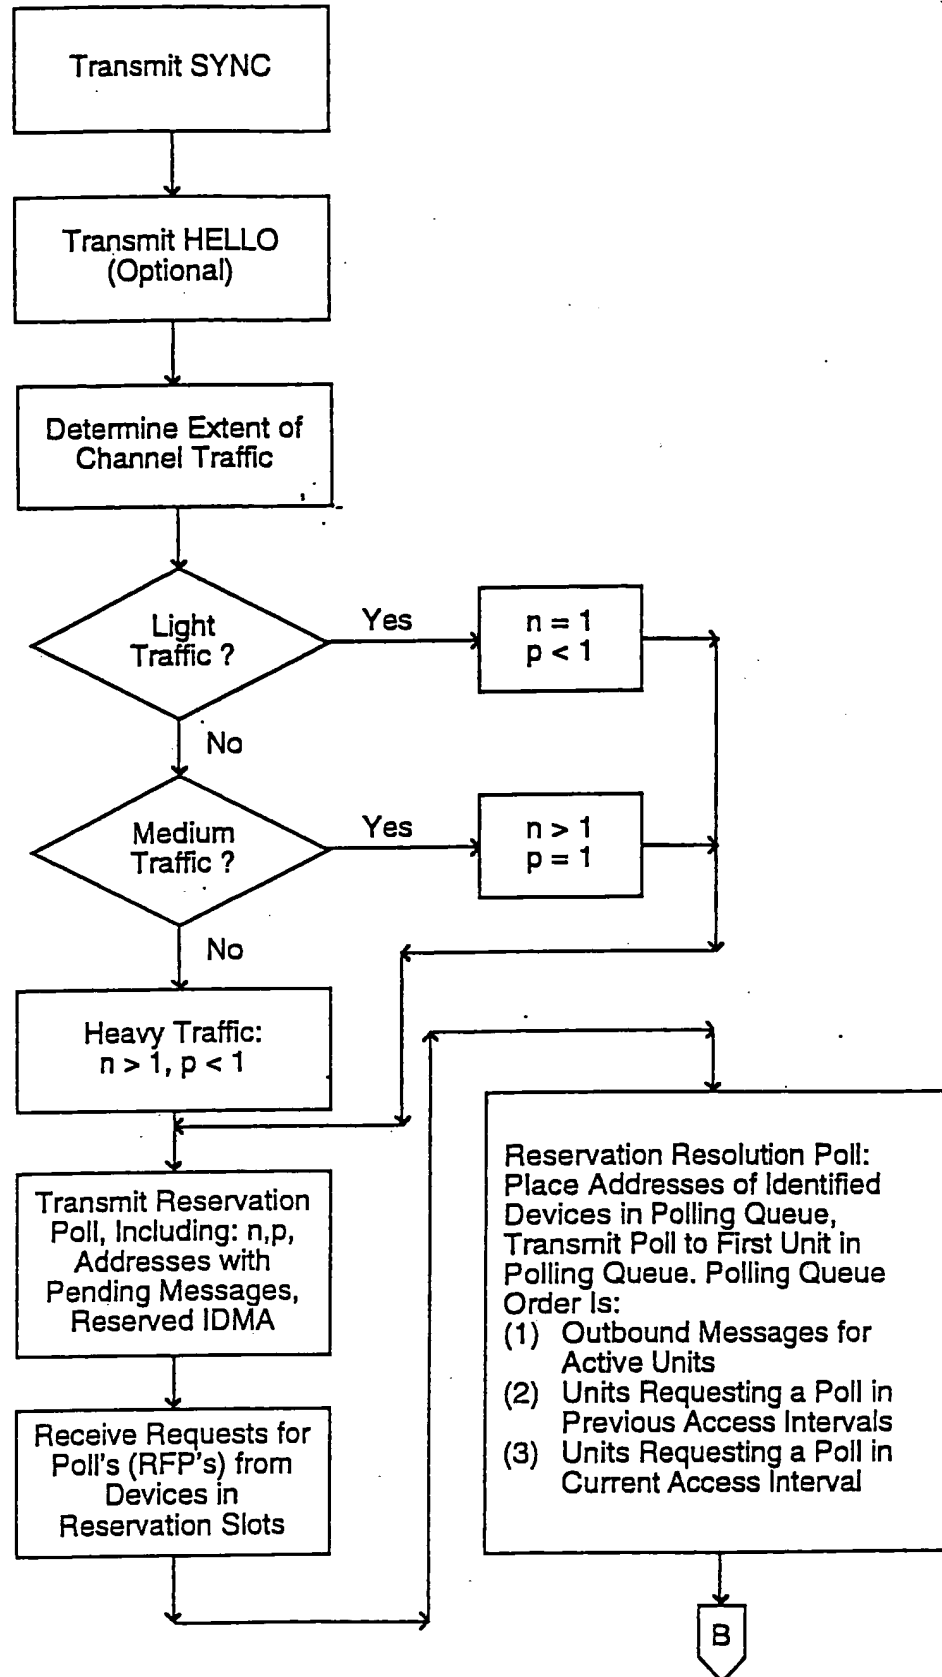 Transmit SYNC
Transmit HELLO
(Optional)
Determine Extent of
Channel Traffic
Light
Traffic ?
Yes
n = 1
p < 1
No
Medium
Traffic ?
Yes
n > 1
p = 1
No
Heavy Traffic:
n > 1, p < 1
Transmit Reservation
Poll, Including: n,p,
Addresses with
Pending Messages,
Reserved IDMA
Receive Requests for
Poll's (RFP's) from
Devices in
Reservation Slots
Reservation Resolution Poll:
Place Addresses of Identified
Devices in Polling Queue,
Transmit Poll to First Unit in
Polling Queue. Polling Queue
Order Is:
(1) Outbound Messages for
Active Units
(2) Units Requesting a Poll in
Previous Access Intervals
(3) Units Requesting a Poll in
Current Access Interval
B